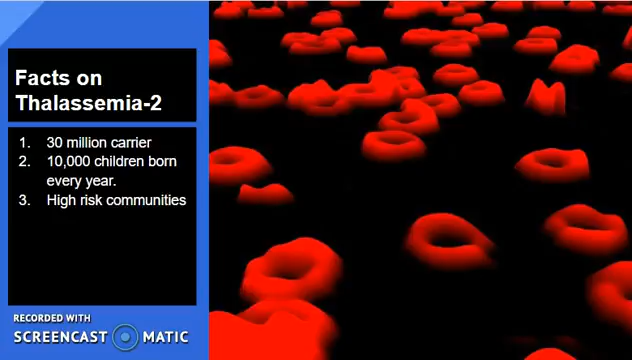 Facts on
Thalassemia-2
1. 30 million carrier
2. 10,000 children born
every year.
3. High risk communities
RECORDED WITH
SCREENCAST MATIC